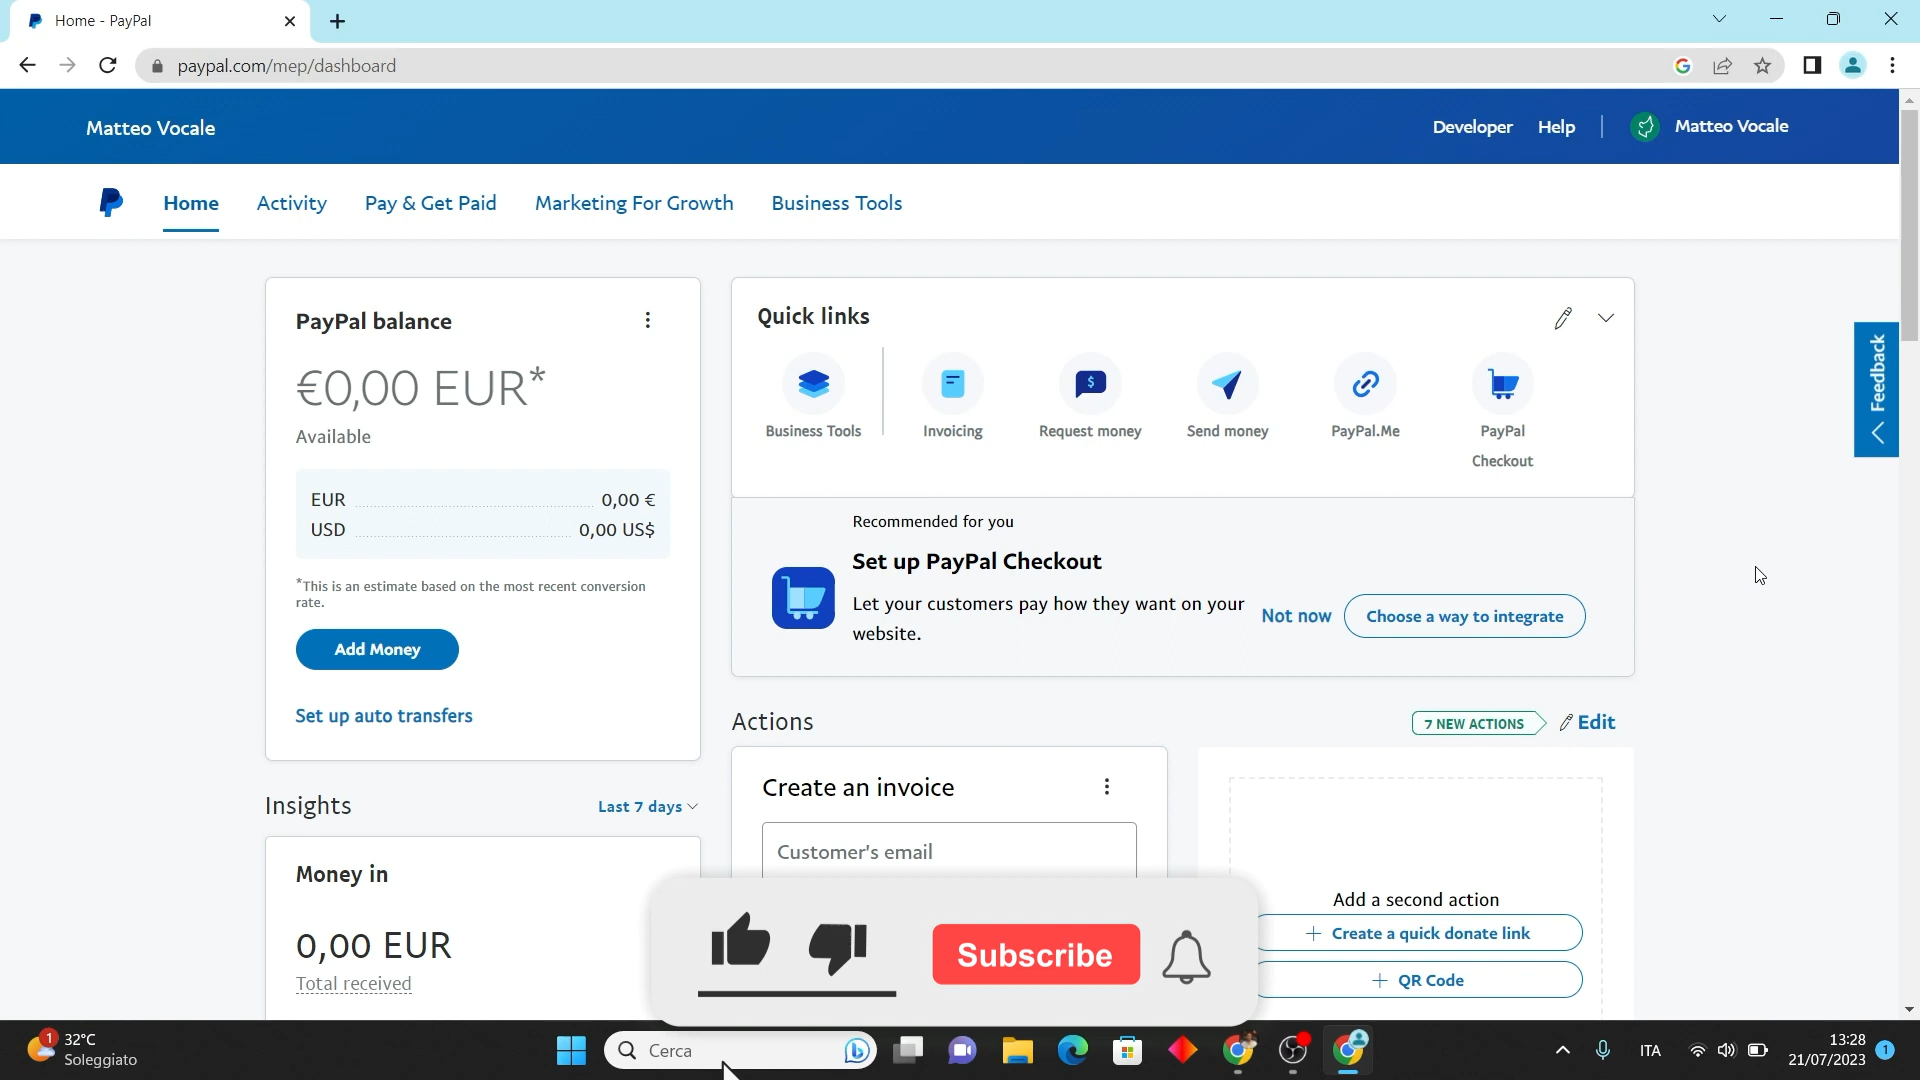 Home - PayPal
paypal.com/mep/dashboard
Matteo Vocale
Developer
Help
Matteo Vocale
Home
Activity
Pay & Get Paid
Marketing For Growth
Business Tools
PayPal balance
€0,00 EUR*
Available
EUR 0,00 €
USD 0,00 US$
*This is an estimate based on the most recent conversion
rate.
Add Money
Set up auto transfers
Quick links
Business Tools
Invoicing
Request money
Send money
PayPal.Me
PayPal
Checkout
Recommended for you
Set up PayPal Checkout
Let your customers pay how they want on your
website.
Not now
Choose a way to integrate
Feedback
Actions
7 NEW ACTIONS
Edit
Create an invoice
Customer's email
Add a second action
+ Create a quick donate link
+ QR Code
Insights
Last 7 days
Money in
0,00 EUR
Total received
Subscribe
1
32°C
Soleggiato
Cerca
ITA
13:28
21/07/2023
1